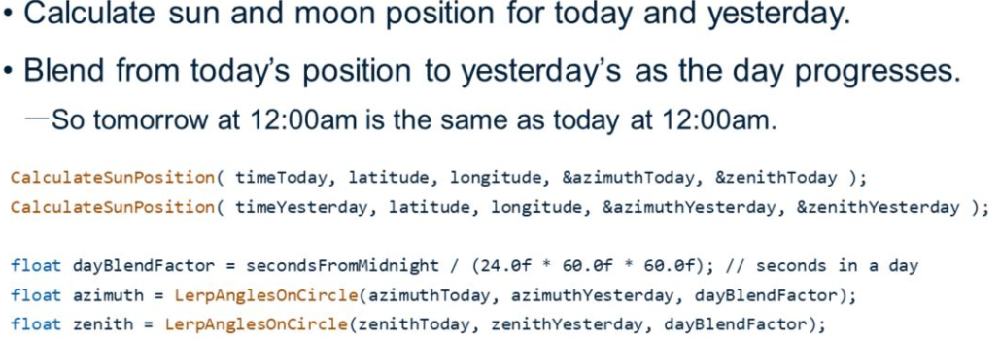 • Calculate sun and moon position for today and yesterday.
• Blend from today's position to yesterday's as the day progresses.
—So tomorrow at 12:00am is the same as today at 12:00am.
CalculateSunPosition( timeToday, latitude, longitude, &azimuthToday, &zenithToday );
CalculateSunPosition( timeYesterday, latitude, longitude, &azimuthYesterday, &zenithYesterday );
float dayBlendFactor = secondsFromMidnight / (24.0f * 60.0f * 60.0f); // seconds in a day
float azimuth = LerpAnglesOnCircle(azimuthToday, azimuthYesterday, dayBlendFactor);
float zenith = LerpAnglesOnCircle(zenithToday, zenithYesterday, dayBlendFactor);